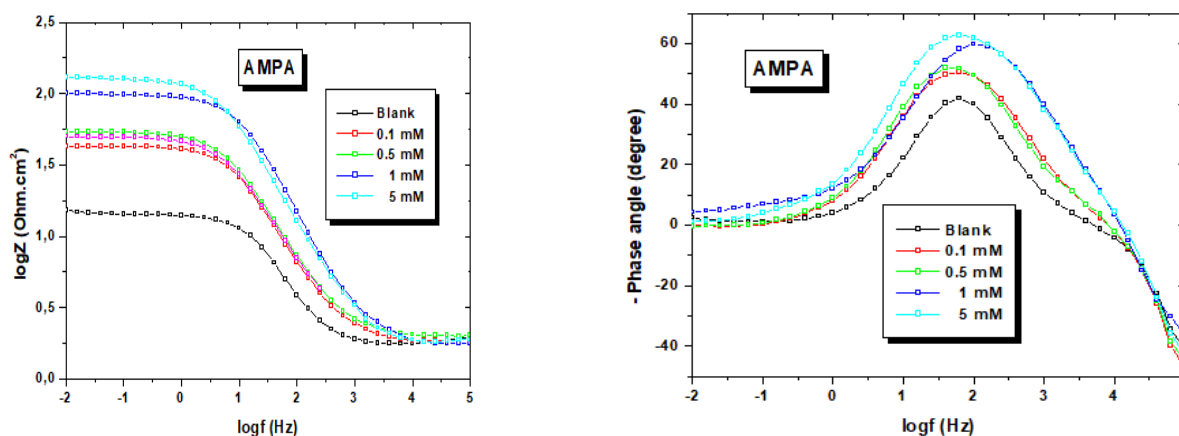 2,5
2,0
1,5
1,0
0,5
0,0
-2 -1 0 1 2 3 4 5
logZ (Ohm.cm²)
logf (Hz)
AMPA
Blank
0.1 mM
0.5 mM
1 mM
5 mM
60
40
20
0
-20
-40
-2 -1 0 1 2 3 4
- Phase angle (degree)
logf (Hz)
AMPA
Blank
0.1 mM
0.5 mM
1 mM
5 mM